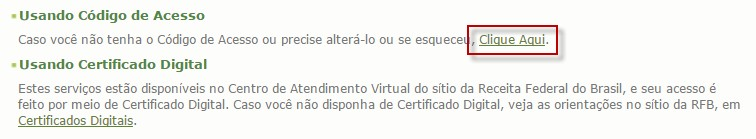 Usando Código de Acesso
Caso você não tenha o Código de Acesso ou precise alterá-lo ou se esqueceu, Clique Aqui.
Usando Certificado Digital
Estes serviços estão disponíveis no Centro de Atendimento Virtual do sítio da Receita Federal do Brasil, e seu acesso é
feito por meio de Certificado Digital. Caso você não disponha de Certificado Digital, veja as orientações no sítio da RFB, em
Certificados Digitais.